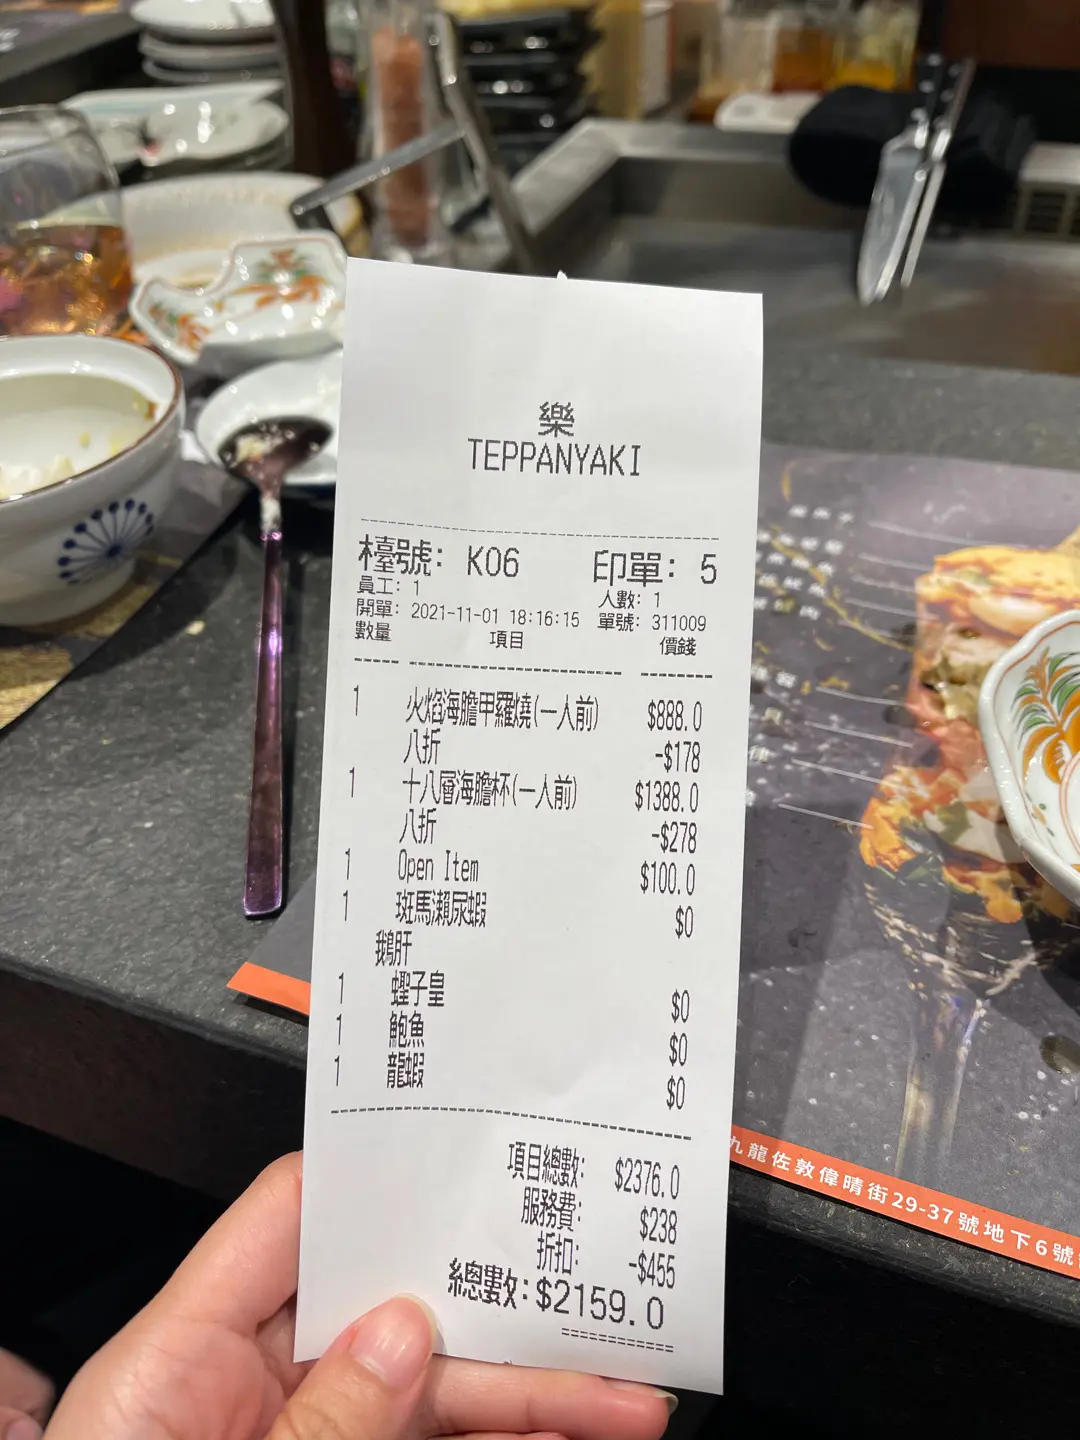 樂
TEPPANYAKI
檯號: K06 印單: 5
員工: 1 人數: 1
開單: 2021-11-01 18:16:15 單號: 311009
數量 項目 價錢
1 火焰海膽甲羅燒(一人前) $888.0
八折 -$178
1 十八層海膽杯(一人前) $1388.0
八折 -$278
1 Open Item $100.0
1 斑馬瀨尿蝦 $0
鵝肝
1 蟶子皇 $0
1 鮑魚 $0
1 龍蝦 $0
項目總數: $2376.0
服務費: $238
折扣: -$455
總數: $2159.0
九龍佐敦偉晴街29-37號地下6號